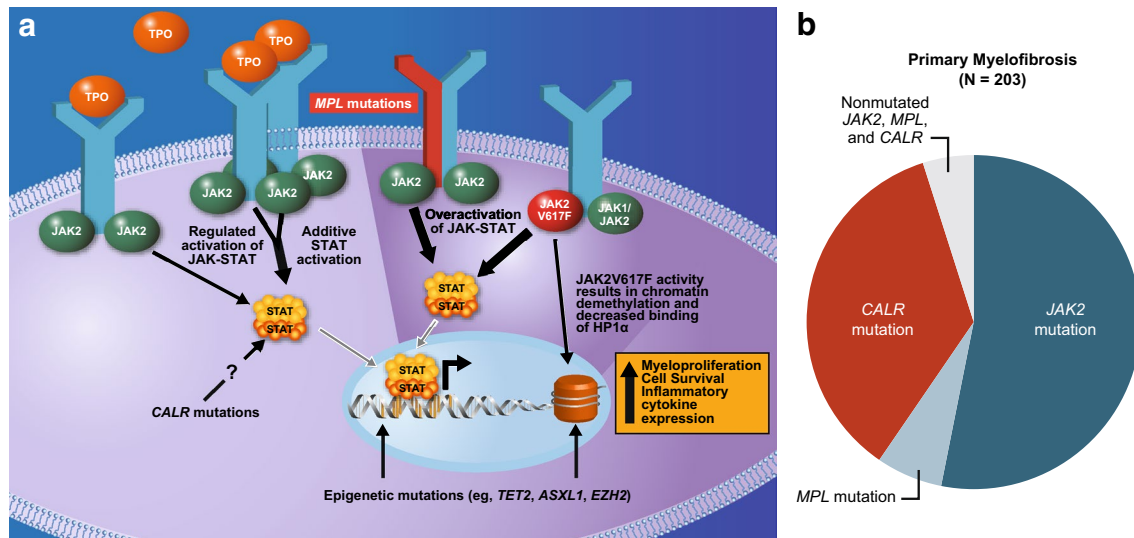 a
TPO
TPO
TPO
TPO
MPL mutations
JAK2
JAK2
JAK2
JAK2
JAK2
JAK2
JAK2
V617F
JAK1/
JAK2
Regulated
activation of
JAK-STAT
Additive
STAT
activation
Overactivation
of JAK-STAT
STAT
STAT
STAT
STAT
JAK2V617F activity
results in chromatin
demethylation and
decreased binding
of HP1α
?
CALR mutations
STAT
STAT
Myeloproliferation
Cell Survival
Inflammatory
cytokine
expression
Epigenetic mutations (eg, TET2, ASXL1, EZH2)
b
Primary Myelofibrosis
(N = 203)
Nonmutated
JAK2, MPL,
and CALR
CALR
mutation
JAK2
mutation
MPL mutation